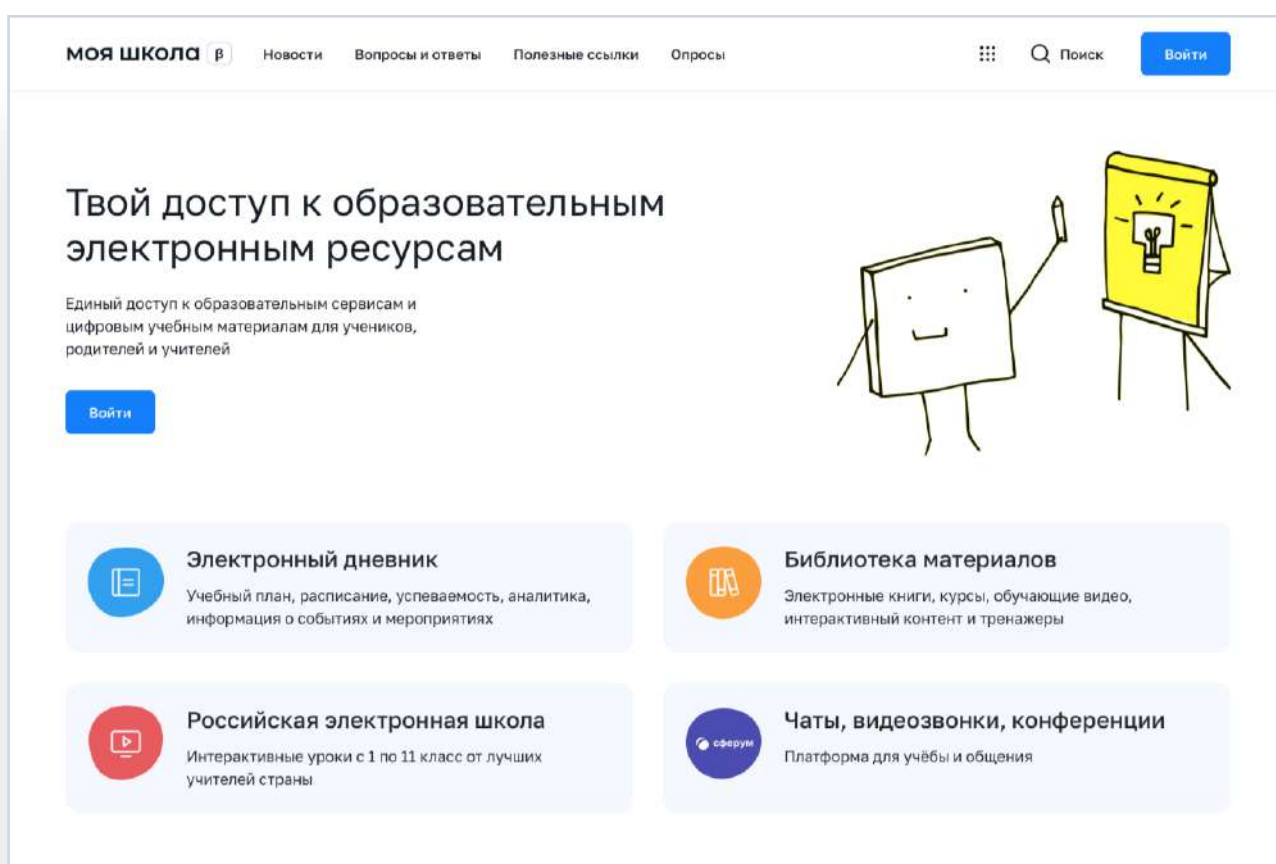 моя школа β Новости Вопросы и ответы Полезные ссылки Опросы Поиск Войти
Твой доступ к образовательным
электронным ресурсам
Единый доступ к образовательным сервисам и
цифровым учебным материалам для учеников,
родителей и учителей
Войти
Электронный дневник
Учебный план, расписание, успеваемость, аналитика,
информация о событиях и мероприятиях
Библиотека материалов
Электронные книги, курсы, обучающие видео,
интерактивный контент и тренажеры
Российская электронная школа
Интерактивные уроки с 1 по 11 класс от лучших
учителей страны
сферум
Чаты, видеозвонки, конференции
Платформа для учёбы и общения